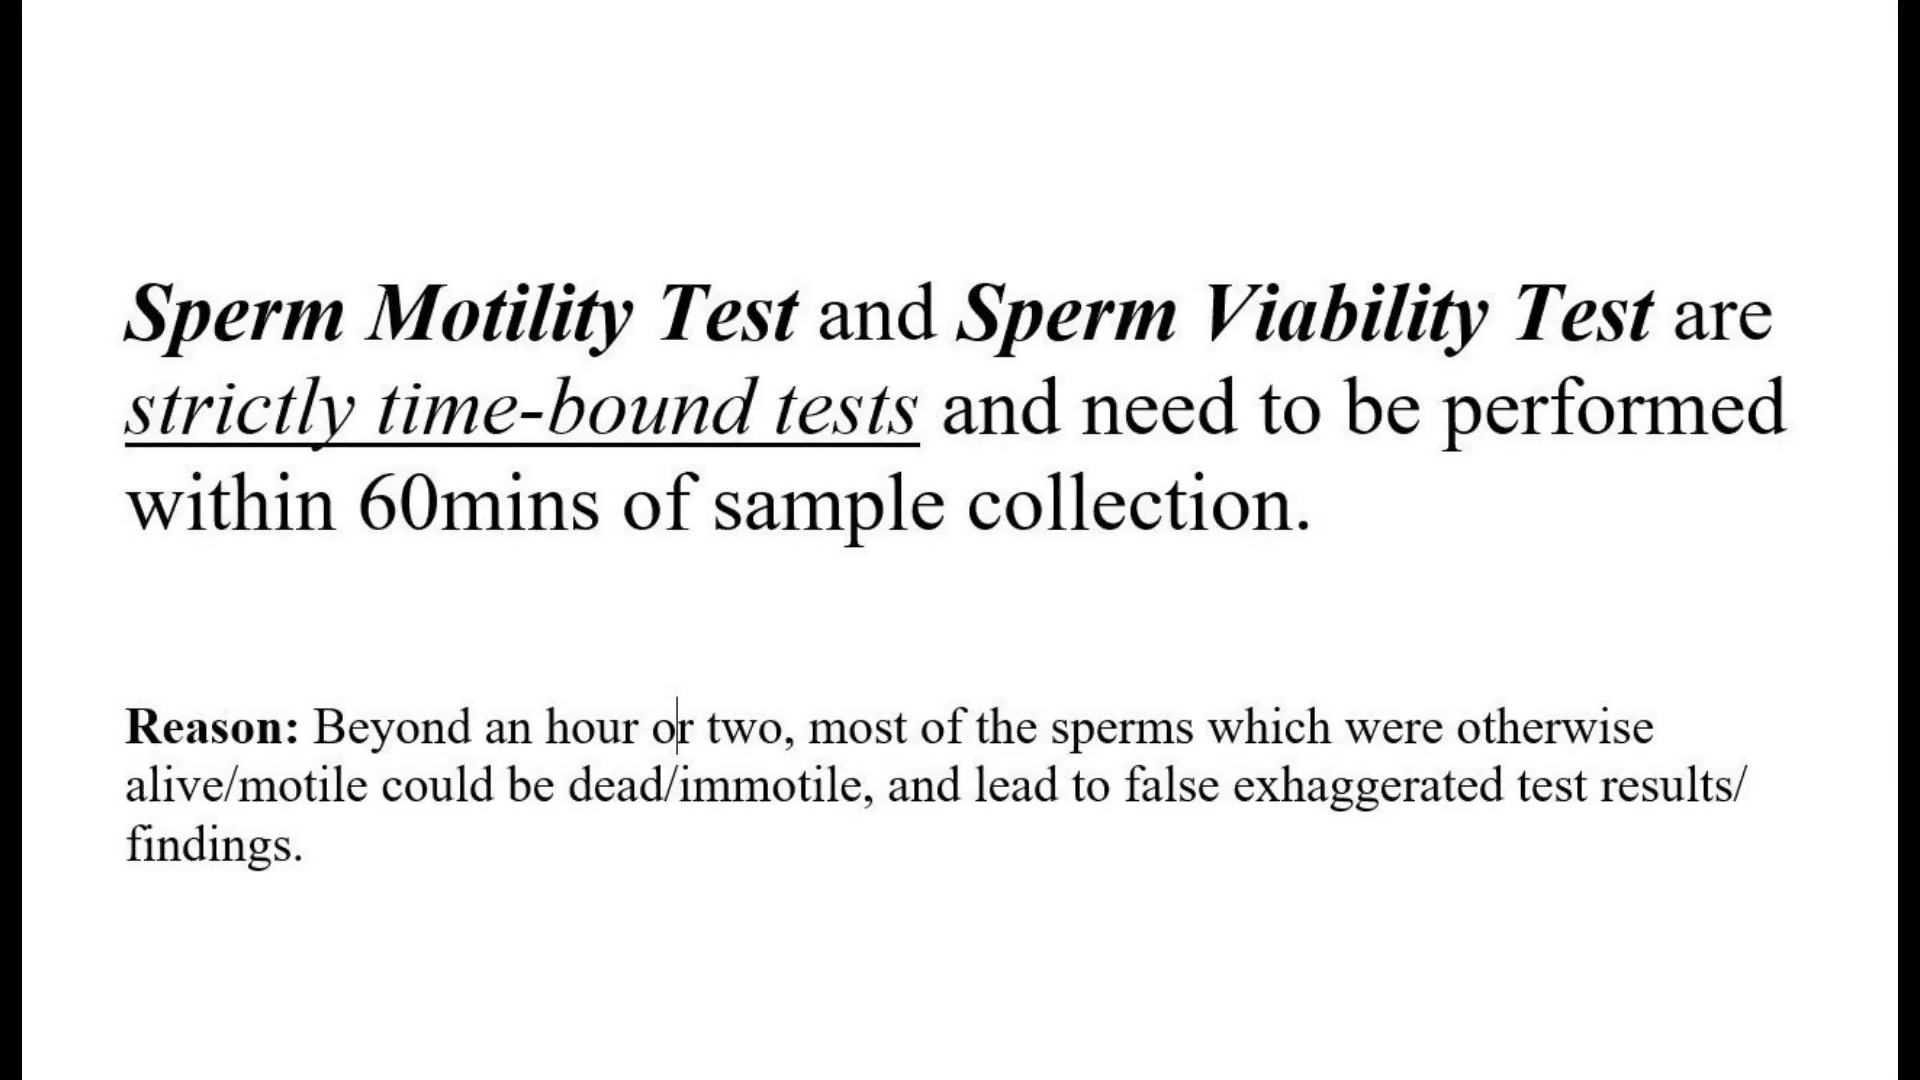 Sperm Motility Test and Sperm Viability Test are
strictly time-bound tests and need to be performed
within 60mins of sample collection.
Reason: Beyond an hour or two, most of the sperms which were otherwise
alive/motile could be dead/immotile, and lead to false exhaggerated test results/
findings.